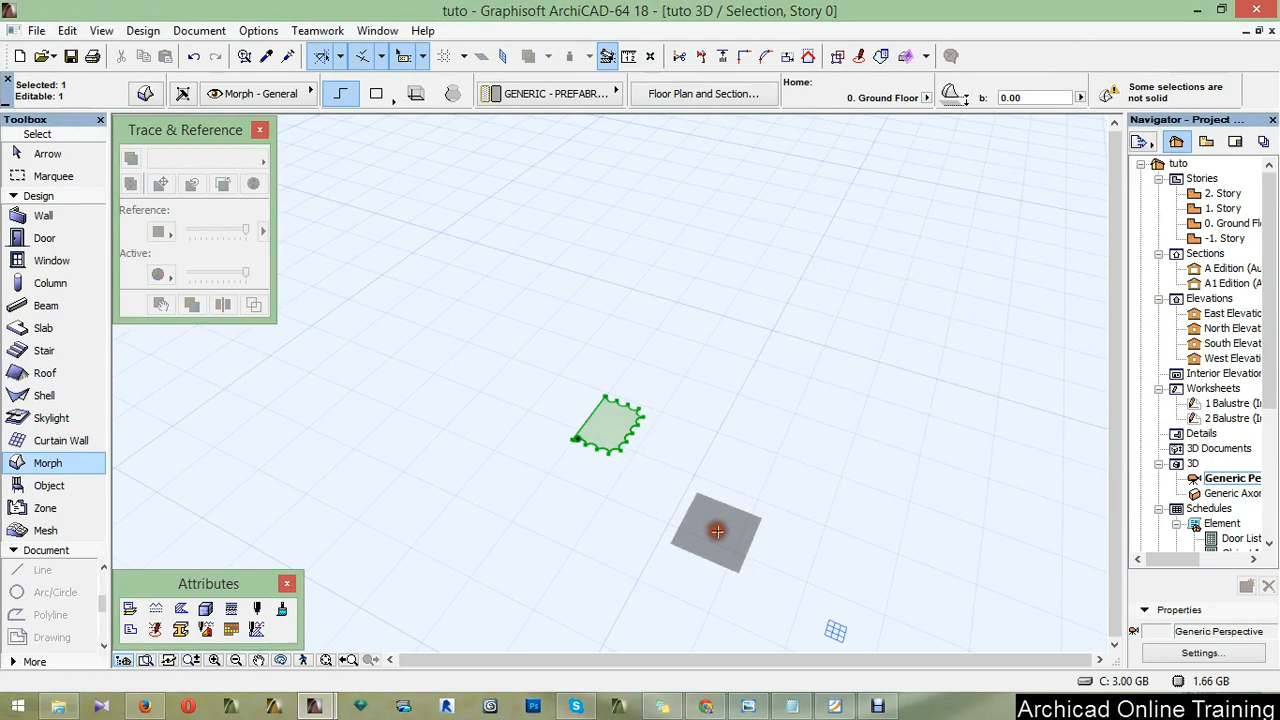 tuto - Graphisoft ArchiCAD-64 18 - [tuto 3D / Selection, Story 0]
File Edit View Design Document Options Teamwork Window Help
Selected: 1
Editable: 1
Morph - General
GENERIC - PREFABR...
Floor Plan and Section...
Home:
0. Ground Floor
b: 0.00
Some selections are
not solid
Toolbox
Select
Arrow
Marquee
Design
Wall
Door
Window
Column
Beam
Slab
Stair
Roof
Shell
Skylight
Curtain Wall
Morph
Object
Zone
Mesh
Document
Line
Arc/Circle
Polyline
Drawing
More
Trace & Reference
Reference:
Active:
Attributes
Navigator - Project ...
tuto
Stories
2. Story
1. Story
0. Ground Fl
-1. Story
Sections
A Edition (Au
A1 Edition (A
Elevations
East Elevatio
North Elevat
South Elevat
West Elevati
Interior Elevation
Worksheets
1 Balustre (In
2 Balustre (In
Details
3D Documents
3D
Generic Pe
Generic Axon
Schedules
Element
Door List
Properties
Generic Perspective
Settings...
C: 3.00 GB
1.66 GB
Archicad Online Training